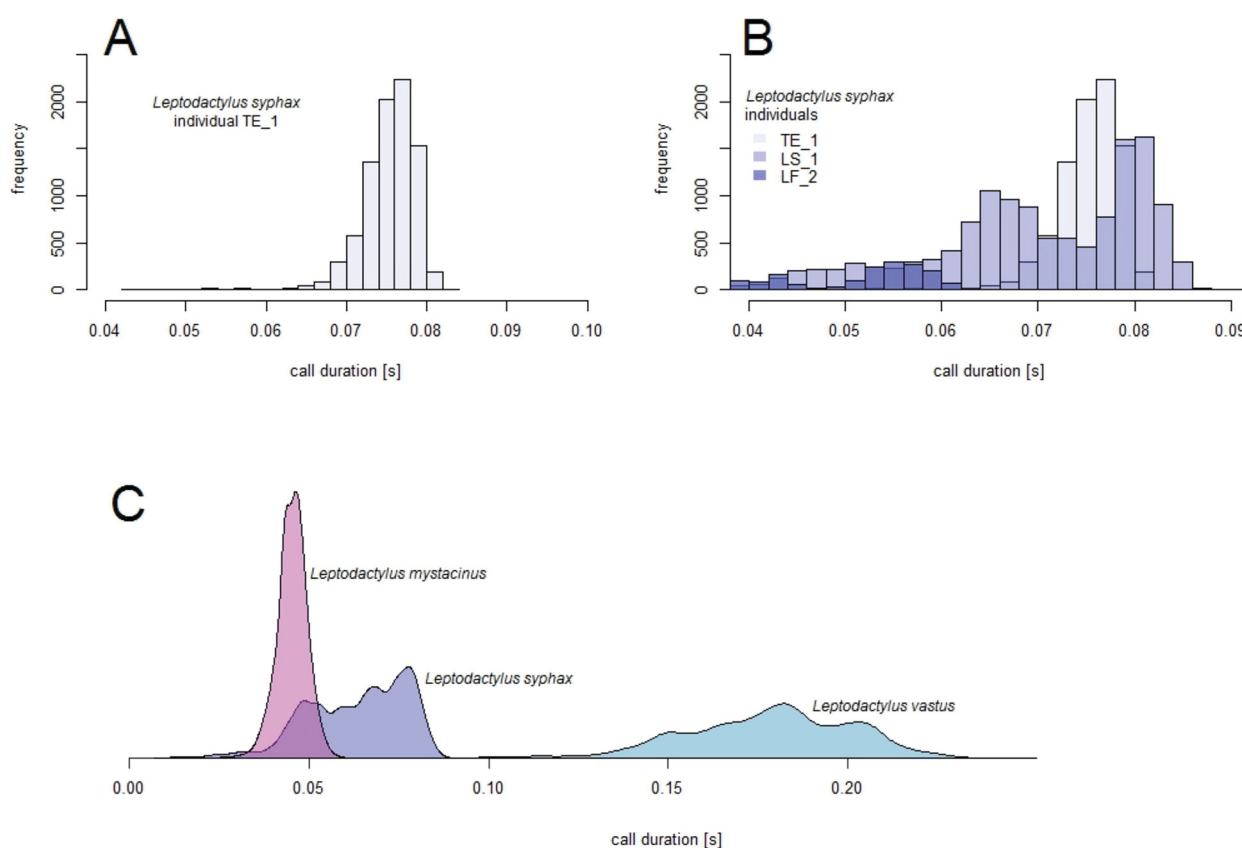 A
frequency
0 500 1000 2000
Leptodactylus syphax
individual TE_1
0.04 0.05 0.06 0.07 0.08 0.09 0.10
call duration [s]
B
frequency
0 500 1000 2000
Leptodactylus syphax
individuals
TE_1
LS_1
LF_2
0.04 0.05 0.06 0.07 0.08 0.09
call duration [s]
C
Leptodactylus mystacinus
Leptodactylus syphax
Leptodactylus vastus
0.00 0.05 0.10 0.15 0.20
call duration [s]